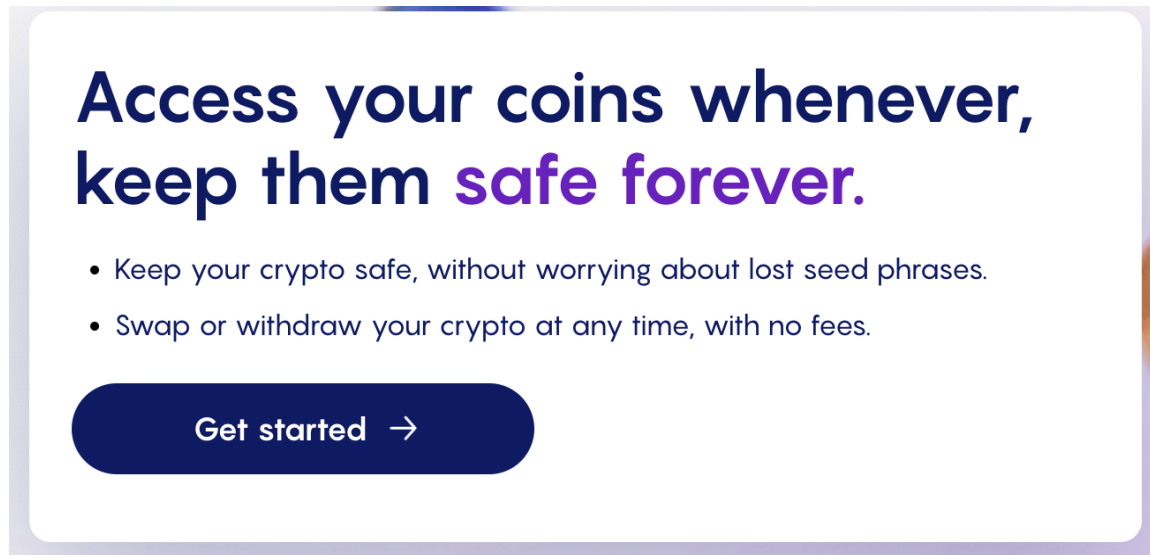 Access your coins whenever,
keep them safe forever.
• Keep your crypto safe, without worrying about lost seed phrases.
• Swap or withdraw your crypto at any time, with no fees.
Get started →